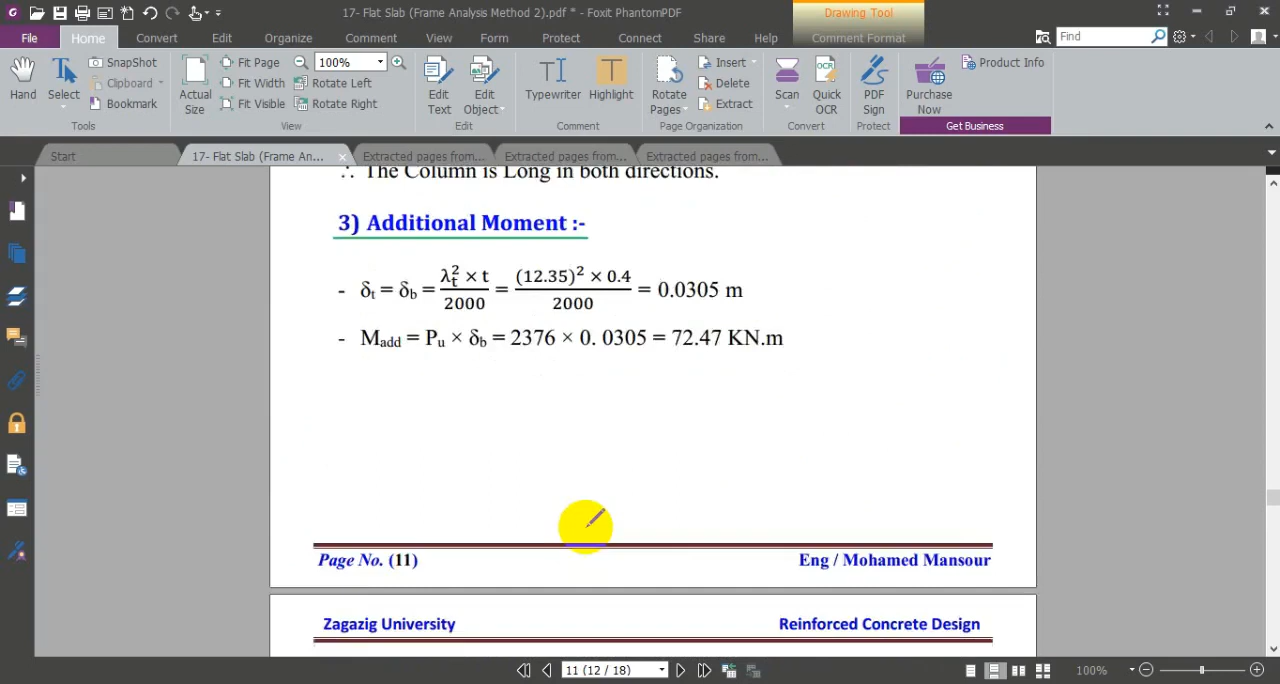 17- Flat Slab (Frame Analysis Method 2).pdf * - Foxit PhantomPDF
Drawing Tool
File Home Convert Edit Organize Comment View Form Protect Connect Share Help Comment Format
Find
Hand
Select
SnapShot
Clipboard
Bookmark
Tools
Actual Size
Fit Page
Fit Width
Fit Visible
100%
Rotate Left
Rotate Right
View
Edit Text
Edit Object
Edit
Typewriter
Highlight
Comment
Rotate Pages
Insert
Delete
Extract
Page Organization
Scan
Quick OCR
Convert
PDF Sign
Protect
Purchase Now
Product Info
Get Business
Start
17- Flat Slab (Frame An...
Extracted pages from...
Extracted pages from...
Extracted pages from...
∴ The Column is Long in both directions.
3) Additional Moment :-
- δt = δb = λt² × t / 2000 = (12.35)² × 0.4 / 2000 = 0.0305 m
- Madd = Pu × δb = 2376 × 0. 0305 = 72.47 KN.m
Page No. (11) Eng / Mohamed Mansour
Zagazig University Reinforced Concrete Design
11 (12 / 18)
100%